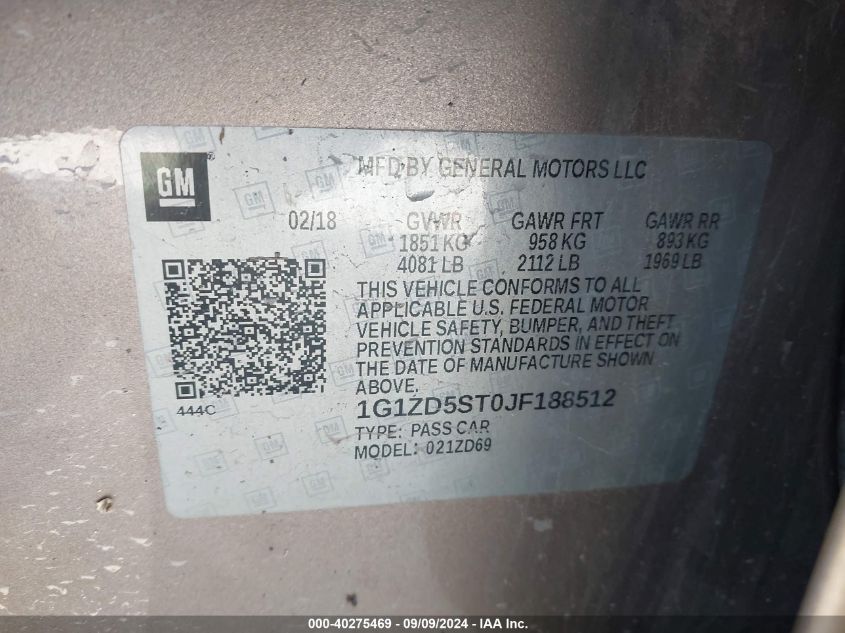 GM
MFD BY GENERAL MOTORS LLC
02/18 GVWR GAWR FRT GAWR RR
1851 KG 958 KG 893 KG
4081 LB 2112 LB 1969 LB
THIS VEHICLE CONFORMS TO ALL
APPLICABLE U.S. FEDERAL MOTOR
VEHICLE SAFETY, BUMPER, AND THEFT
PREVENTION STANDARDS IN EFFECT ON
THE DATE OF MANUFACTURE SHOWN
ABOVE.
444C
1G1ZD5ST0JF188512
TYPE: PASS CAR
MODEL: 021ZD69
000-40275469 - 09/09/2024 - IAA Inc.